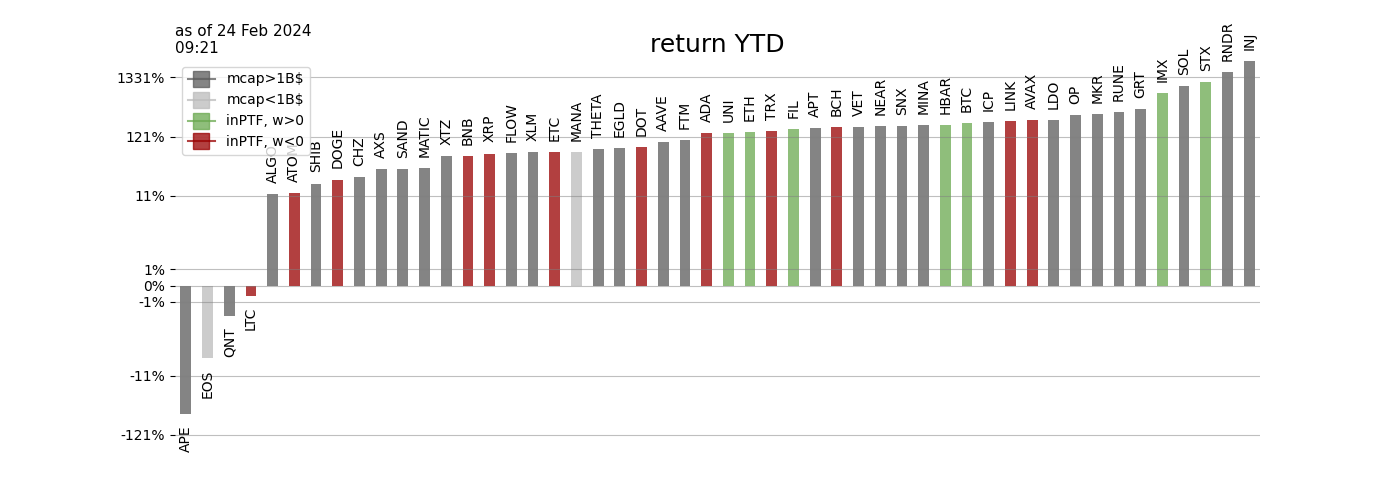 as of 24 Feb 2024
09:21
return YTD
mcap>1B$
mcap<1B$
inPTF, w>0
inPTF, w<0
1331%
121%
11%
1%
0%
-1%
-11%
-121%
APE
EOS
QNT
LTC
ALGO
ATOM
SHIB
DOGE
CHZ
AXS
SAND
MATIC
XTZ
BNB
XRP
FLOW
XLM
ETC
MANA
THETA
EGLD
DOT
AAVE
FTM
ADA
UNI
ETH
TRX
FIL
APT
BCH
VET
NEAR
SNX
MINA
HBAR
BTC
ICP
LINK
AVAX
LDO
OP
MKR
RUNE
GRT
IMX
SOL
STX
RNDR
INJ